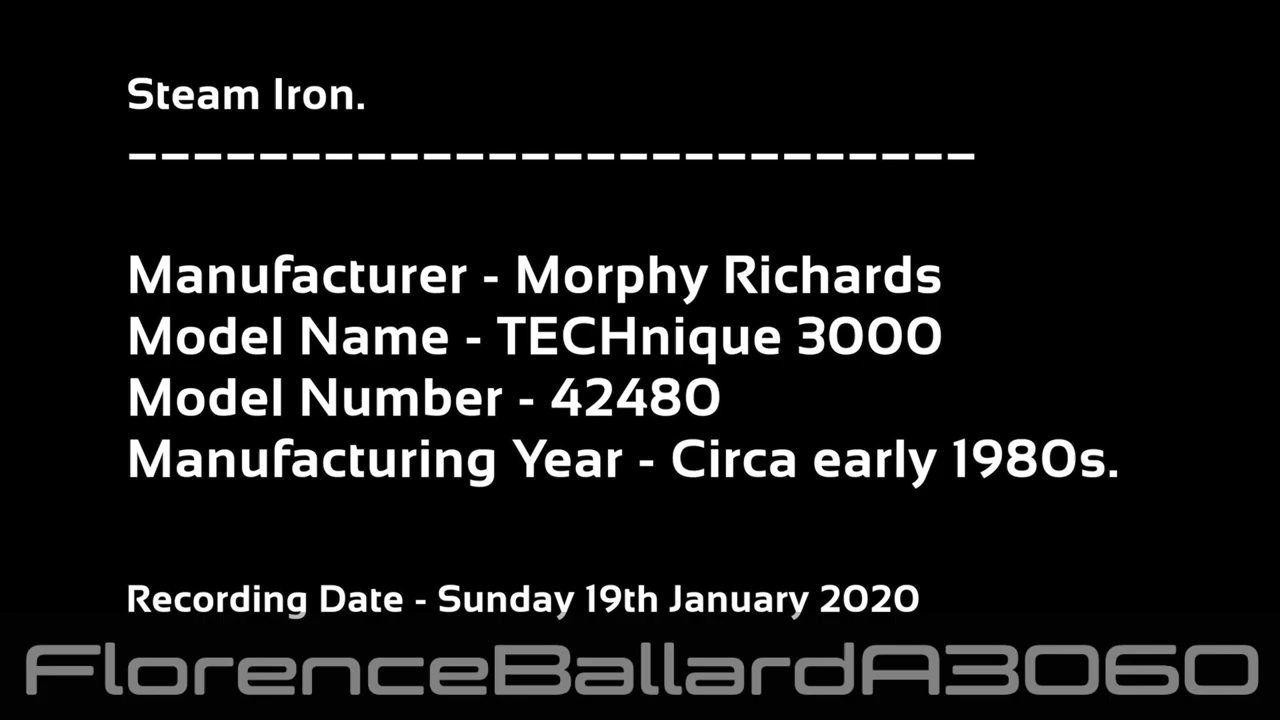 Steam Iron.
--------------------------
Manufacturer - Morphy Richards
Model Name - TECHnique 3000
Model Number - 42480
Manufacturing Year - Circa early 1980s.
Recording Date - Sunday 19th January 2020
FlorenceBallardA3060